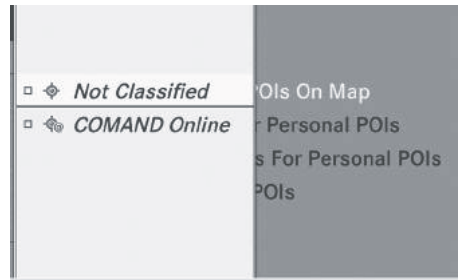 Not Classified
COMAND Online
POIs On Map
Personal POIs
For Personal POIs
POIs